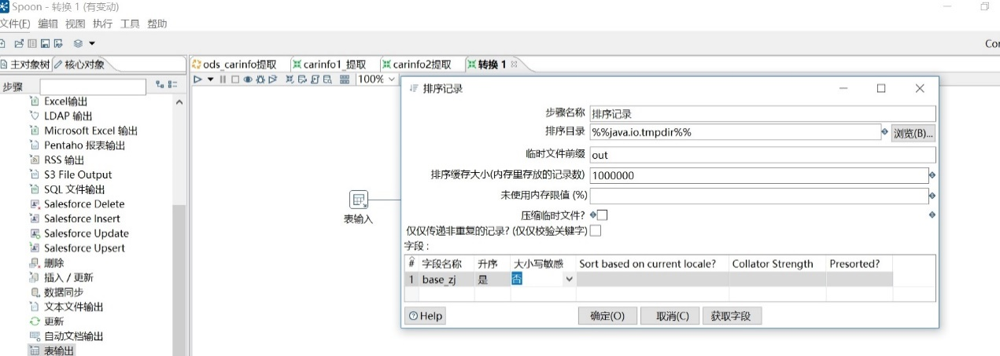 Spoon - 转换 1 (有变动)
文件(F) 编辑 视图 执行 工具 帮助
Con
主对象树 核心对象
ods_carinfo提取 carinfo1_提取 carinfo2提取 转换 1
步骤
100%
Excel输出
LDAP 输出
Microsoft Excel 输出
Pentaho 报表输出
RSS 输出
S3 File Output
SQL 文件输出
Salesforce Delete
Salesforce Insert
Salesforce Update
Salesforce Upsert
删除
插入 / 更新
数据同步
文本文件输出
更新
自动文档输出
表输出
表输入
排序记录
步骤名称 排序记录
排序目录 %%java.io.tmpdir%% 浏览(B)...
临时文件前缀 out
排序缓存大小(内存里存放的记录数) 1000000
未使用内存限值 (%)
压缩临时文件?
仅仅传递非重复的记录? (仅仅校验关键字)
字段 :
# 字段名称 升序 大小写敏感 Sort based on current locale? Collator Strength Presorted?
1 base_zj 是 否
Help 确定(O) 取消(C) 获取字段